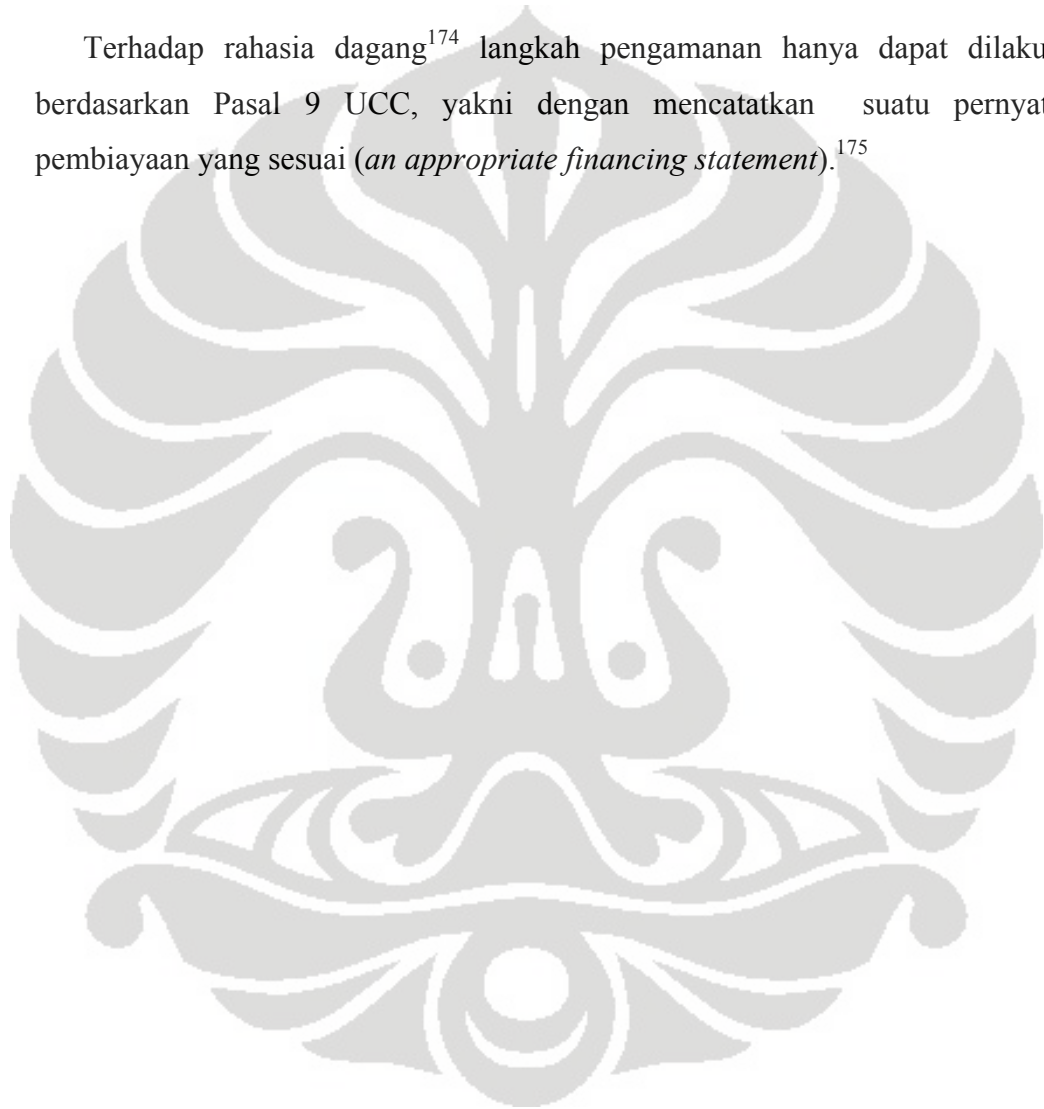 Terhadap rahasia dagang174 langkah pengamanan hanya dapat dilaku
berdasarkan Pasal 9 UCC, yakni dengan mencatatkan suatu pernyat
pembiayaan yang sesuai (an appropriate financing statement).175